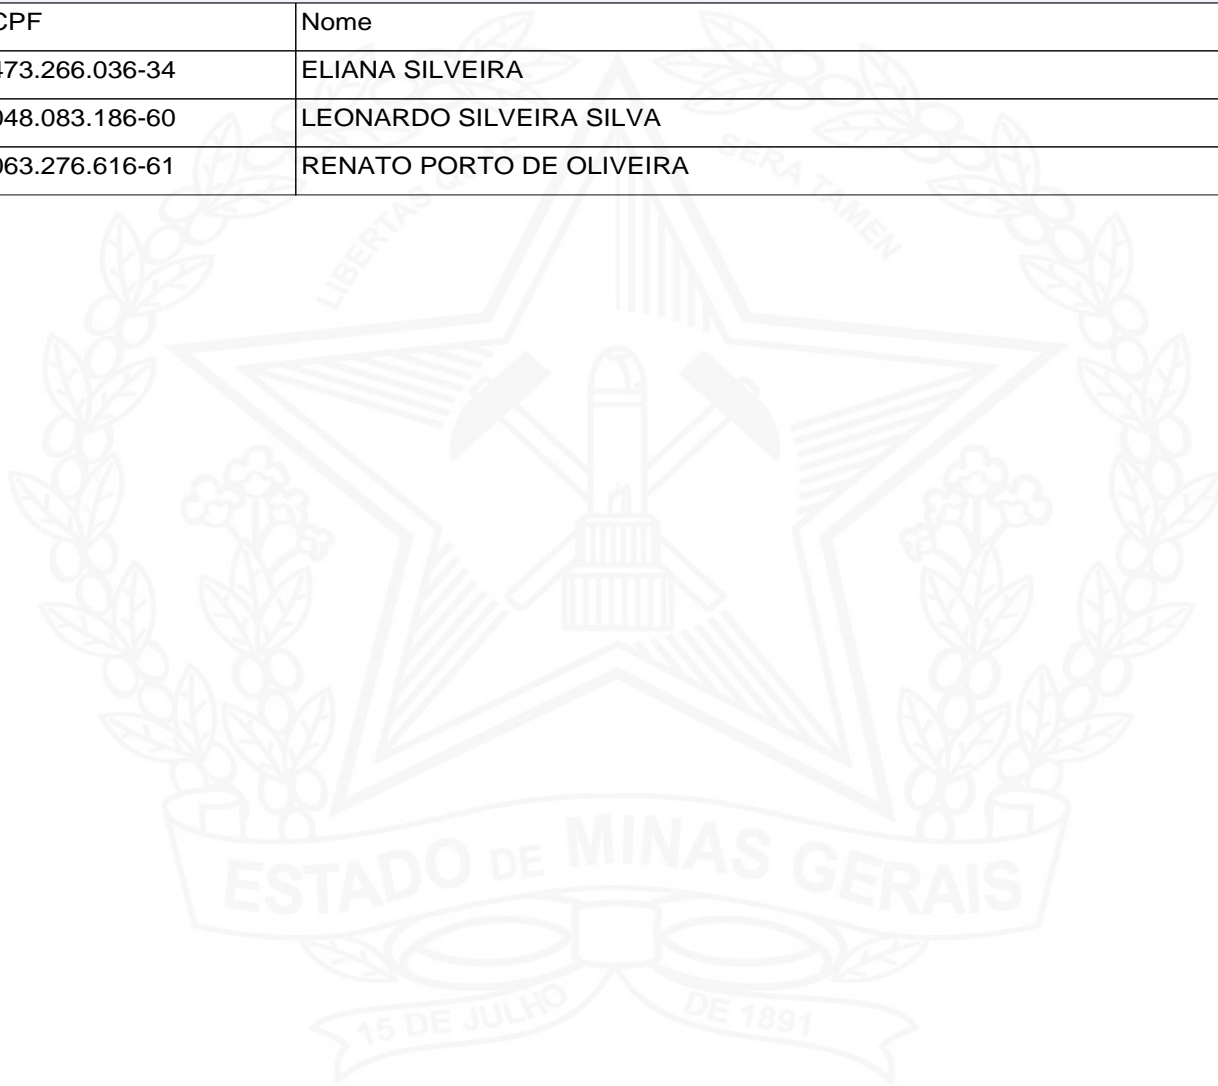 CPF Nome
473.266.036-34 ELIANA SILVEIRA
048.083.186-60 LEONARDO SILVEIRA SILVA
063.276.616-61 RENATO PORTO DE OLIVEIRA
LIBERTAS QUÆ SERA TAMEN
ESTADO DE MINAS GERAIS
15 DE JULHO DE 1891